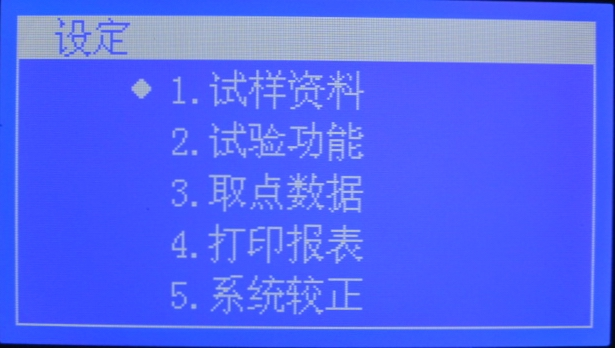 设定
◆ 1.试样资料
2.试验功能
3.取点数据
4.打印报表
5.系统较正